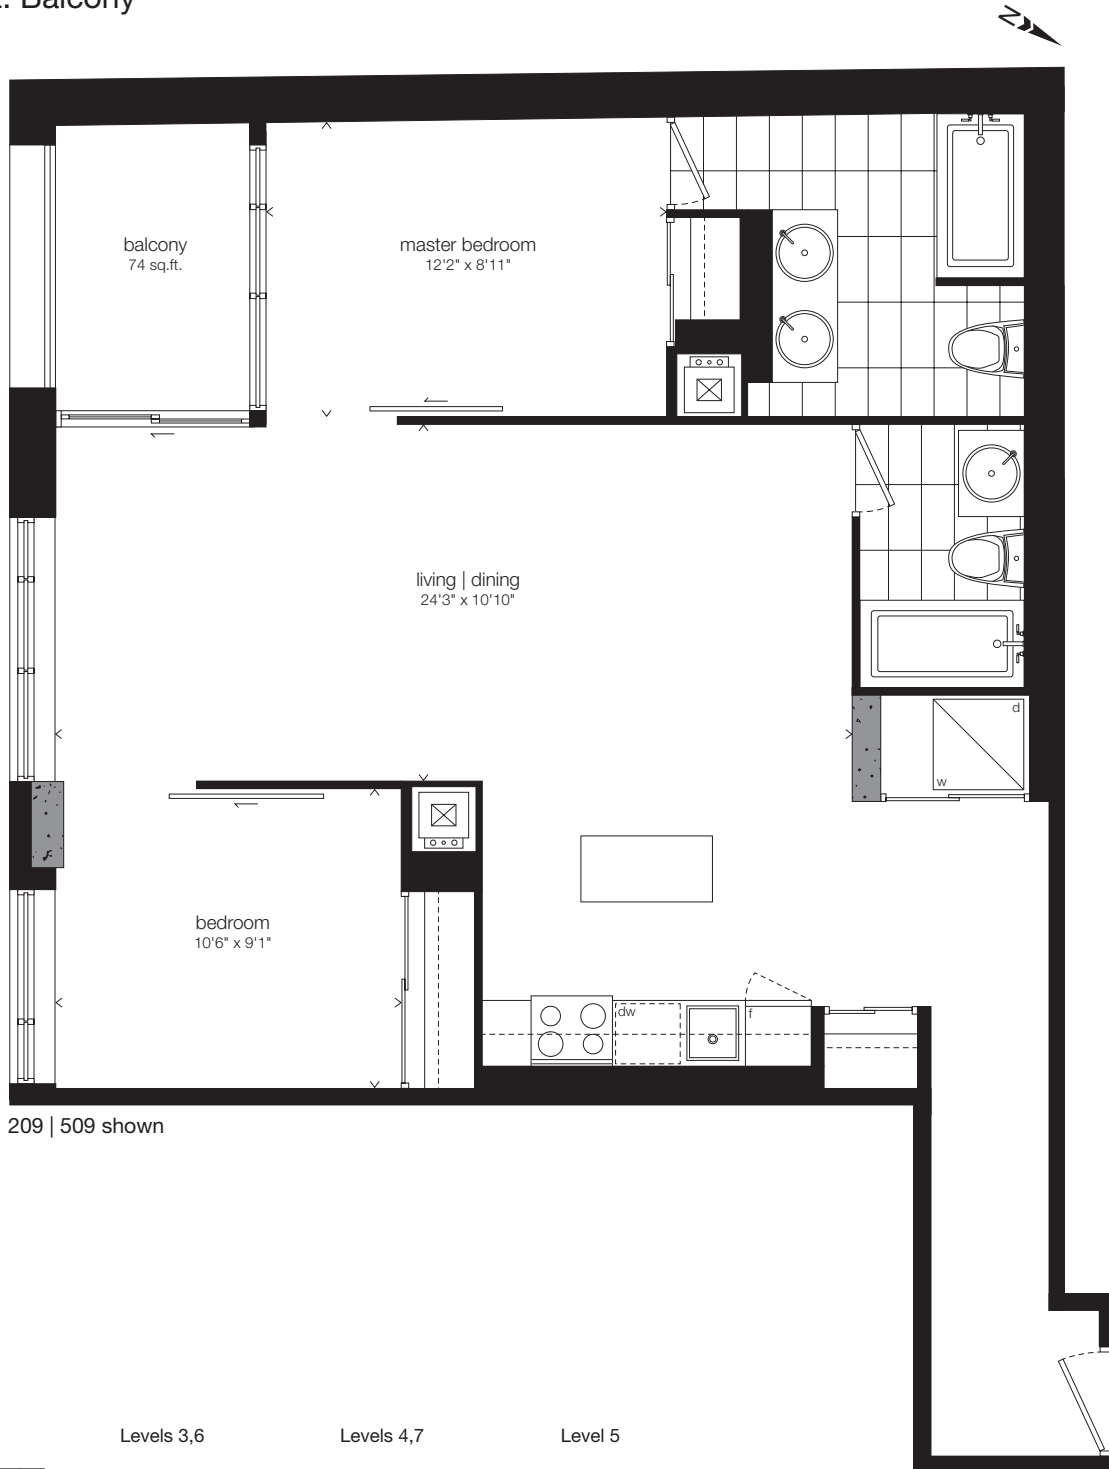 Balcony
N
balcony
74 sq.ft.
master bedroom
12'2" x 8'11"
living | dining
24'3" x 10'10"
d
w
bedroom
10'6" x 9'1"
dw
f
209 | 509 shown
Levels 3,6
Levels 4,7
Level 5